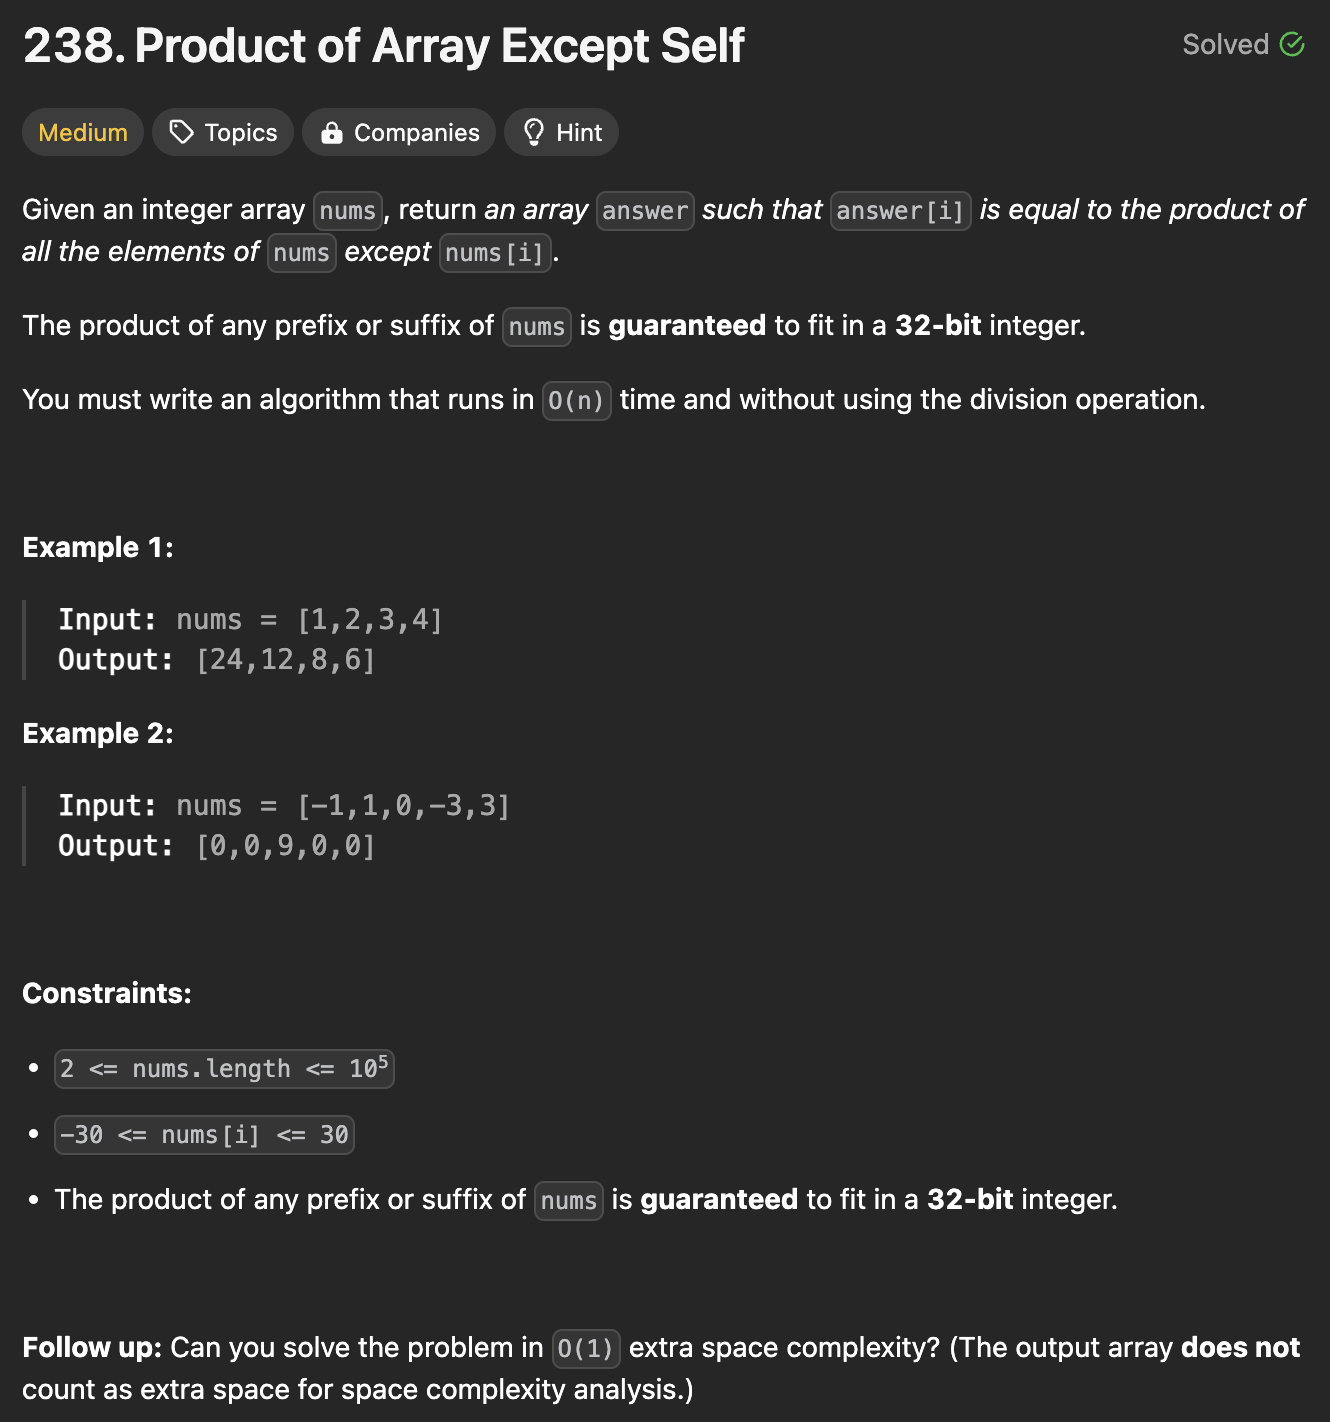 238. Product of Array Except Self
Solved
Medium Topics Companies Hint
Given an integer array nums, return an array answer such that answer[i] is equal to the product of
all the elements of nums except nums[i].
The product of any prefix or suffix of nums is guaranteed to fit in a 32-bit integer.
You must write an algorithm that runs in O(n) time and without using the division operation.
Example 1:
Input: nums = [1,2,3,4]
Output: [24,12,8,6]
Example 2:
Input: nums = [-1,1,0,-3,3]
Output: [0,0,9,0,0]
Constraints:
• 2 <= nums.length <= 10⁵
• -30 <= nums[i] <= 30
• The product of any prefix or suffix of nums is guaranteed to fit in a 32-bit integer.
Follow up: Can you solve the problem in O(1) extra space complexity? (The output array does not
count as extra space for space complexity analysis.)